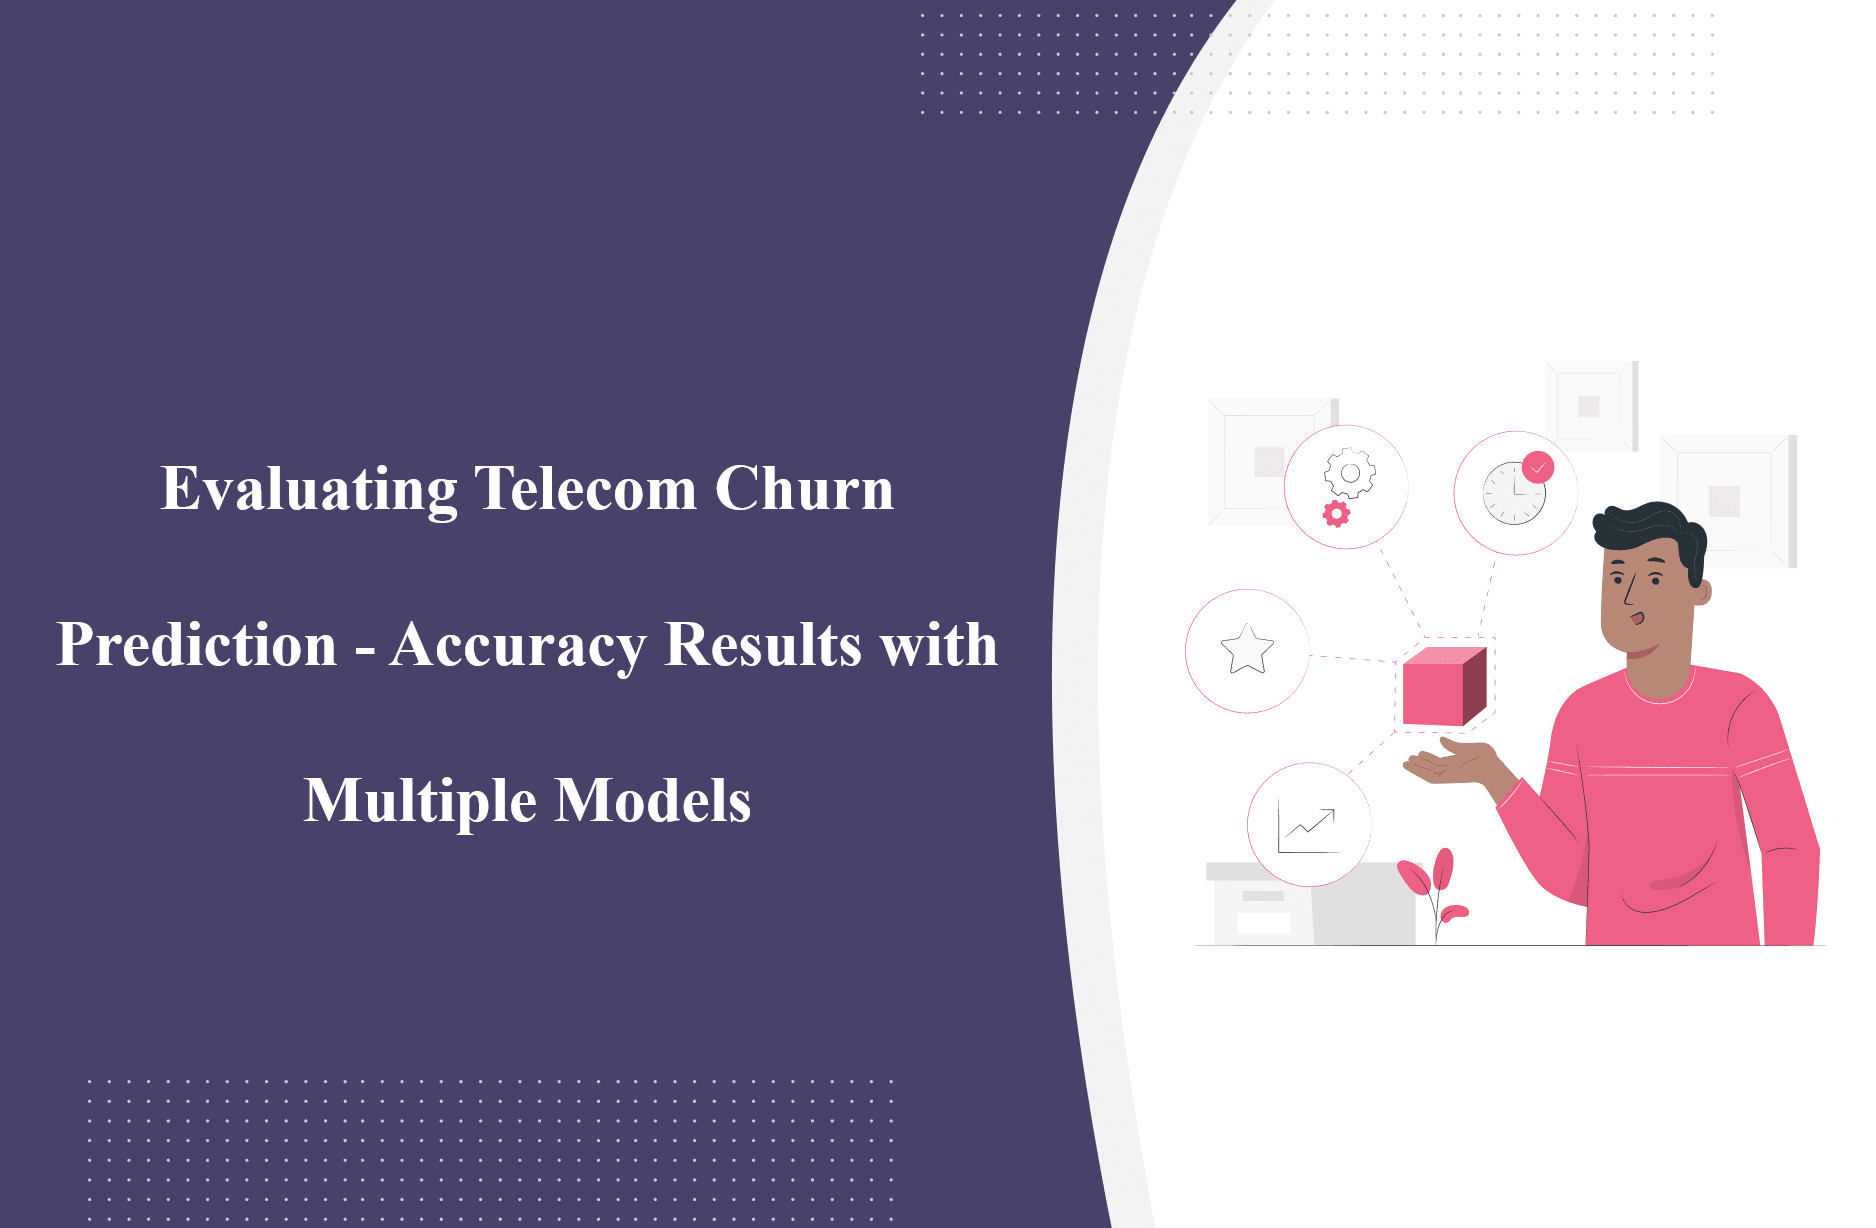 Evaluating Telecom Churn
Prediction - Accuracy Results with
Multiple Models